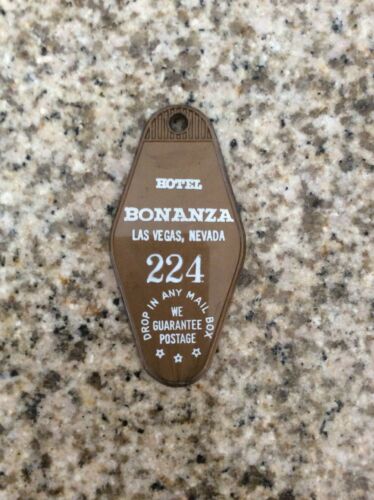 HOTEL
BONANZA
LAS VEGAS, NEVADA
224
DROP IN ANY MAIL BOX
WE
GUARANTEE
POSTAGE